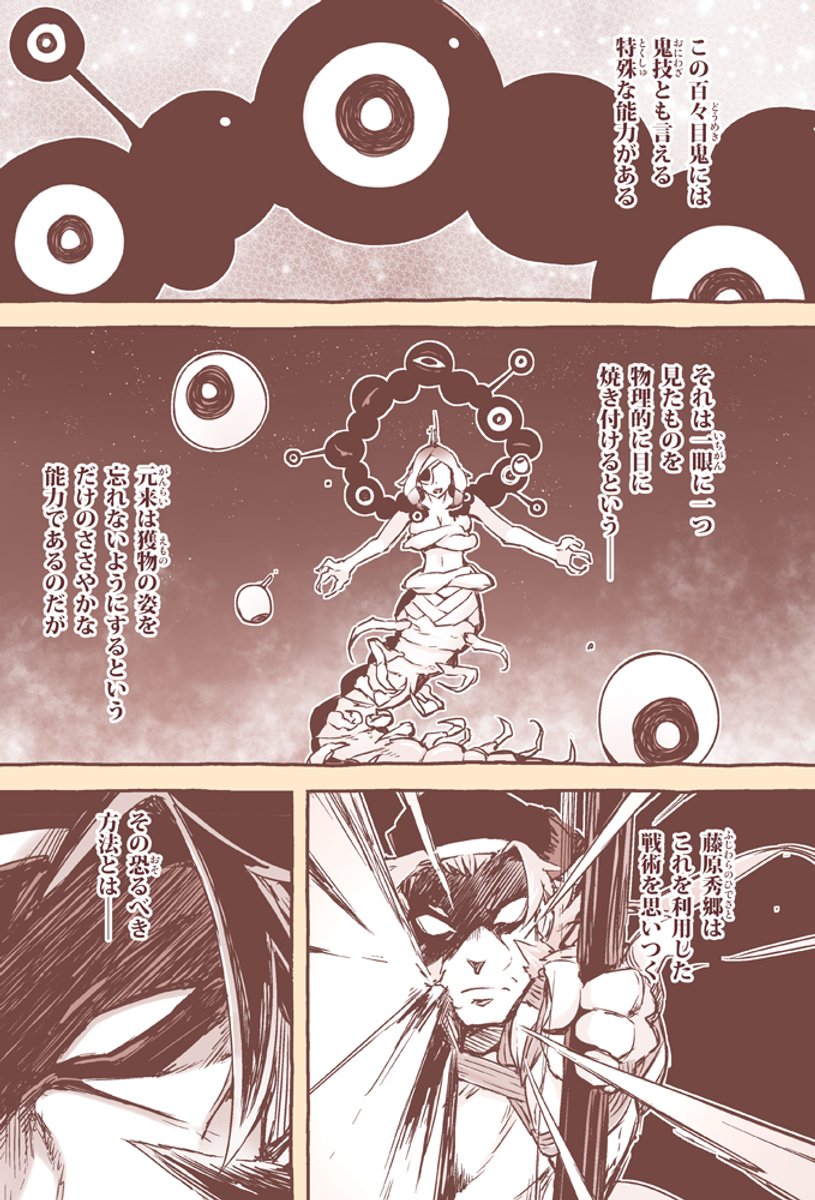 この百々目鬼には
鬼技とも言える
特殊な能力がある
それは一眼に一つ
見たものを
物理的に目に
焼き付けるという──
元来は獲物の姿を
忘れないようにするという
だけのささやかな
能力であるのだが
藤原秀郷は
これを利用した
戦術を思いつく
その恐るべき
方法とは──